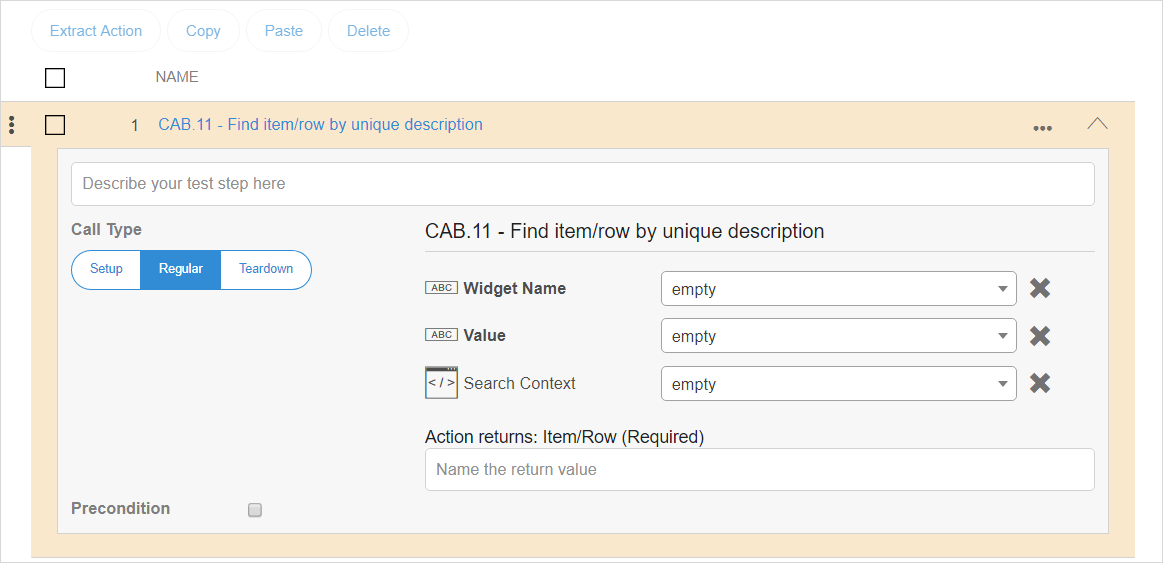 Extract Action Copy Paste Delete
NAME
1 CAB.11 - Find item/row by unique description
Describe your test step here
Call Type
CAB.11 - Find item/row by unique description
Setup Regular Teardown
ABC Widget Name empty
ABC Value empty
</> Search Context empty
Action returns: Item/Row (Required)
Name the return value
Precondition